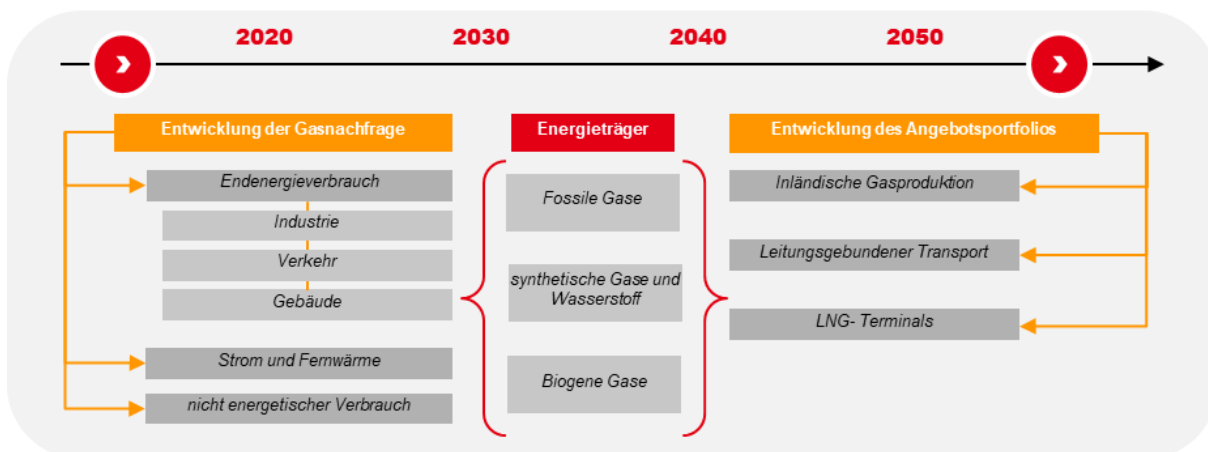 2020 2030 2040 2050
Entwicklung der Gasnachfrage
Endenergieverbrauch
Industrie
Verkehr
Gebäude
Strom und Fernwärme
nicht energetischer Verbrauch
Energieträger
Fossile Gase
synthetische Gase und
Wasserstoff
Biogene Gase
Entwicklung des Angebotsportfolios
Inländische Gasproduktion
Leitungsgebundener Transport
LNG- Terminals